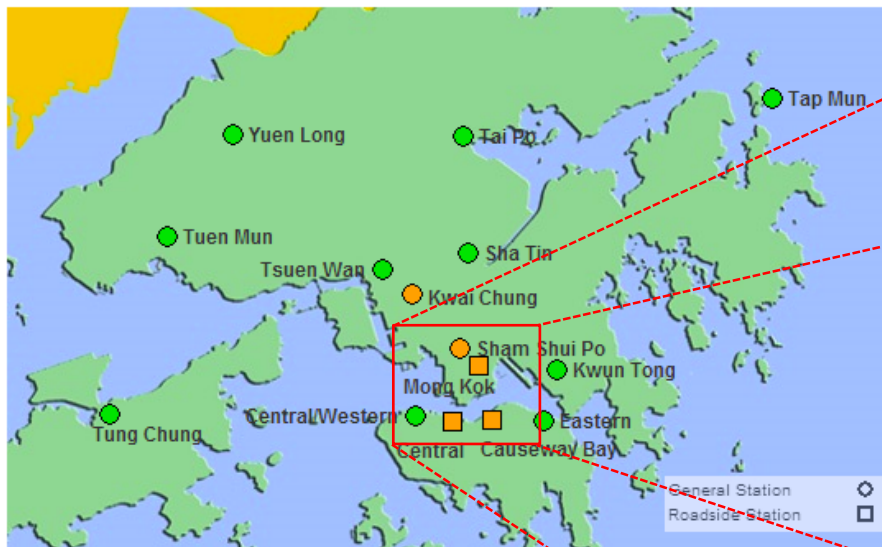 Tap Mun
Yuen Long
Tai Po
Tuen Mun
Sha Tin
Tsuen Wan
Kwai Chung
Sham Shui Po
Mong Kok
Kwun Tong
Tung Chung
Central/Western
Eastern
Central
Causeway Bay
General Station
Roadside Station